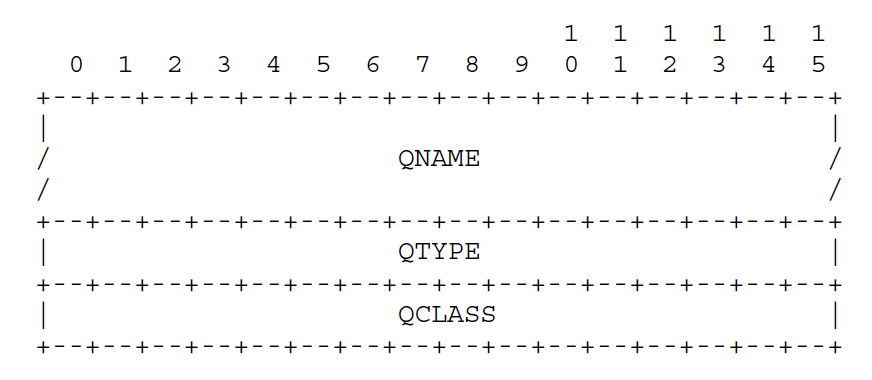 1  1  1  1  1  1
  0  1  2  3  4  5  6  7  8  9  0  1  2  3  4  5
+--+--+--+--+--+--+--+--+--+--+--+--+--+--+--+--+
|                                               |
/                     QNAME                     /
/                                               /
+--+--+--+--+--+--+--+--+--+--+--+--+--+--+--+--+
|                     QTYPE                     |
+--+--+--+--+--+--+--+--+--+--+--+--+--+--+--+--+
|                     QCLASS                    |
+--+--+--+--+--+--+--+--+--+--+--+--+--+--+--+--+